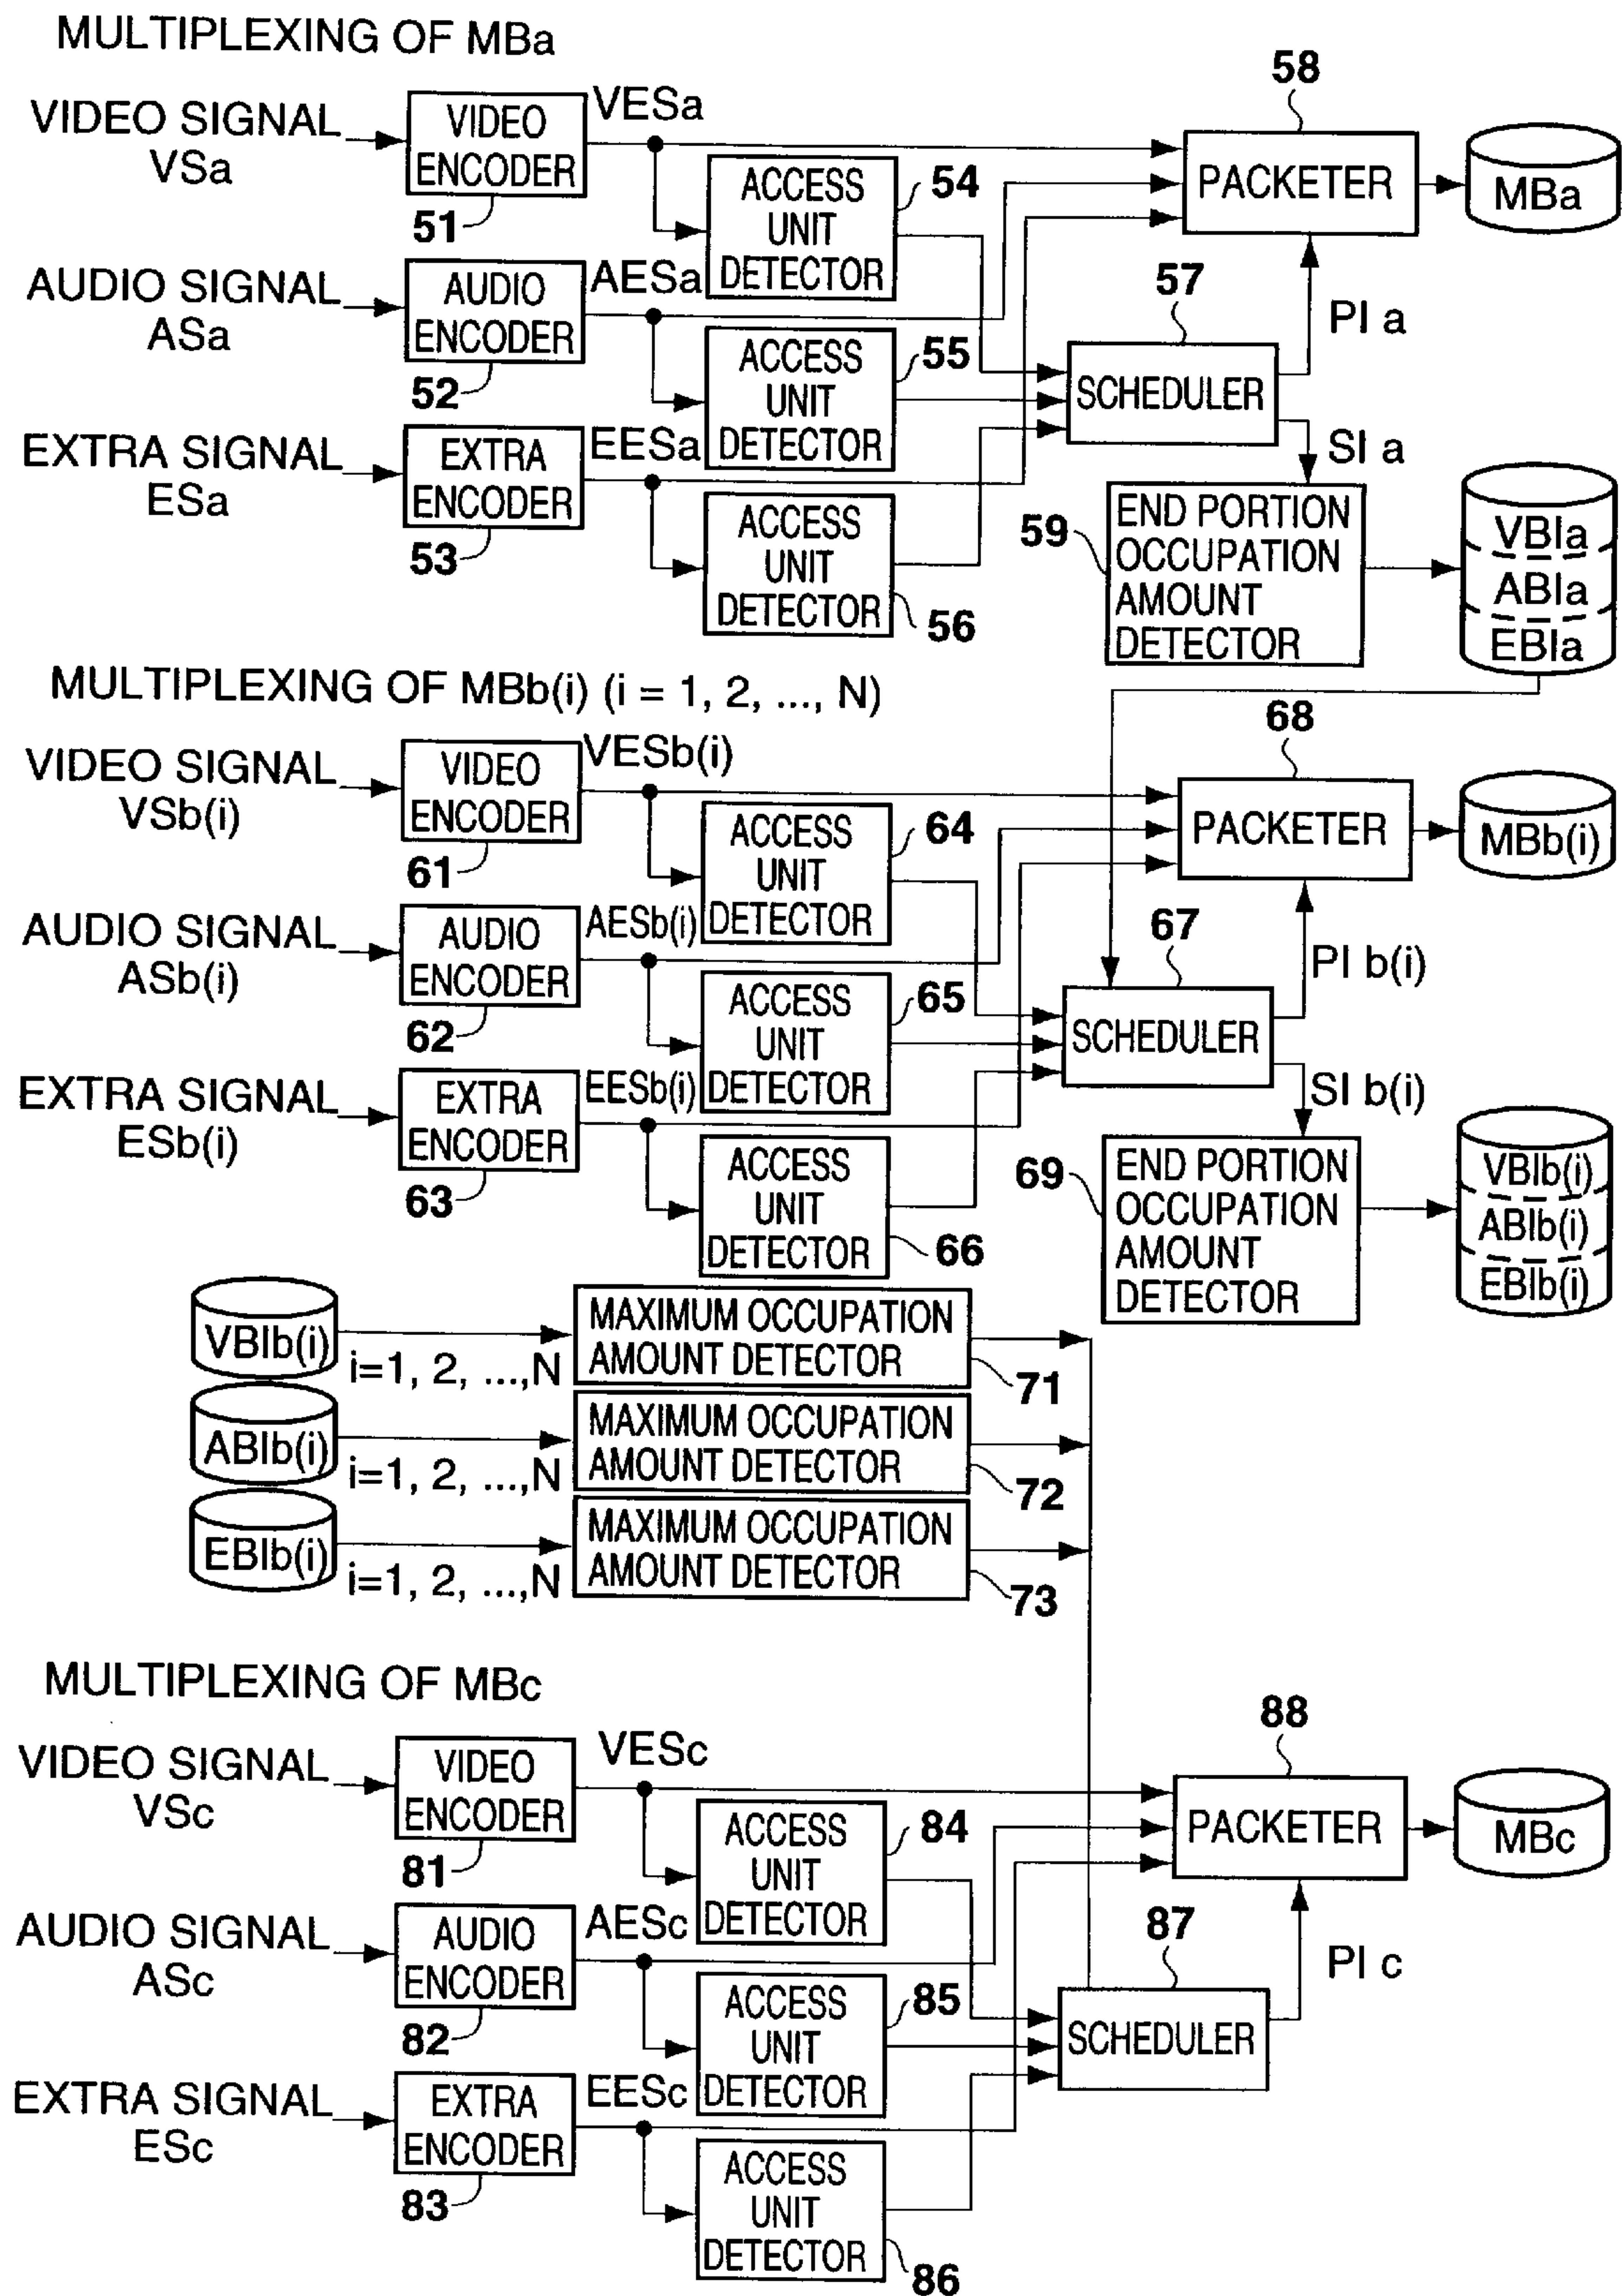 MULTIPLEXING OF MBa
58
VIDEO SIGNAL
VSa
VIDEO
ENCODER
51
VESa
ACCESS
UNIT
DETECTOR
54
PACKETER
MBa
AUDIO SIGNAL
ASa
AUDIO
ENCODER
52
AESa
ACCESS
UNIT
DETECTOR
55
57
SCHEDULER
PI a
SI a
EXTRA SIGNAL
ESa
EXTRA
ENCODER
53
EESa
ACCESS
UNIT
DETECTOR
56
59
END PORTION
OCCUPATION
AMOUNT
DETECTOR
VBIa
ABIa
EBIa
MULTIPLEXING OF MBb(i) (i = 1, 2, ..., N)
68
VIDEO SIGNAL
VSb(i)
VIDEO
ENCODER
61
VESb(i)
ACCESS
UNIT
DETECTOR
64
PACKETER
MBb(i)
AUDIO SIGNAL
ASb(i)
AUDIO
ENCODER
62
AESb(i)
ACCESS
UNIT
DETECTOR
65
67
SCHEDULER
PI b(i)
SI b(i)
EXTRA SIGNAL
ESb(i)
EXTRA
ENCODER
63
EESb(i)
ACCESS
UNIT
DETECTOR
66
69
END PORTION
OCCUPATION
AMOUNT
DETECTOR
VBIb(i)
ABIb(i)
EBIb(i)
VBIb(i)
i=1, 2, ...,N
MAXIMUM OCCUPATION
AMOUNT DETECTOR
71
ABIb(i)
i=1, 2, ...,N
MAXIMUM OCCUPATION
AMOUNT DETECTOR
72
EBIb(i)
i=1, 2, ...,N
MAXIMUM OCCUPATION
AMOUNT DETECTOR
73
MULTIPLEXING OF MBc
88
VIDEO SIGNAL
VSc
VIDEO
ENCODER
81
VESc
ACCESS
UNIT
DETECTOR
84
PACKETER
MBc
AUDIO SIGNAL
ASc
AUDIO
ENCODER
82
AESc
ACCESS
UNIT
DETECTOR
85
87
SCHEDULER
PI c
EXTRA SIGNAL
ESc
EXTRA
ENCODER
83
EESc
ACCESS
UNIT
DETECTOR
86